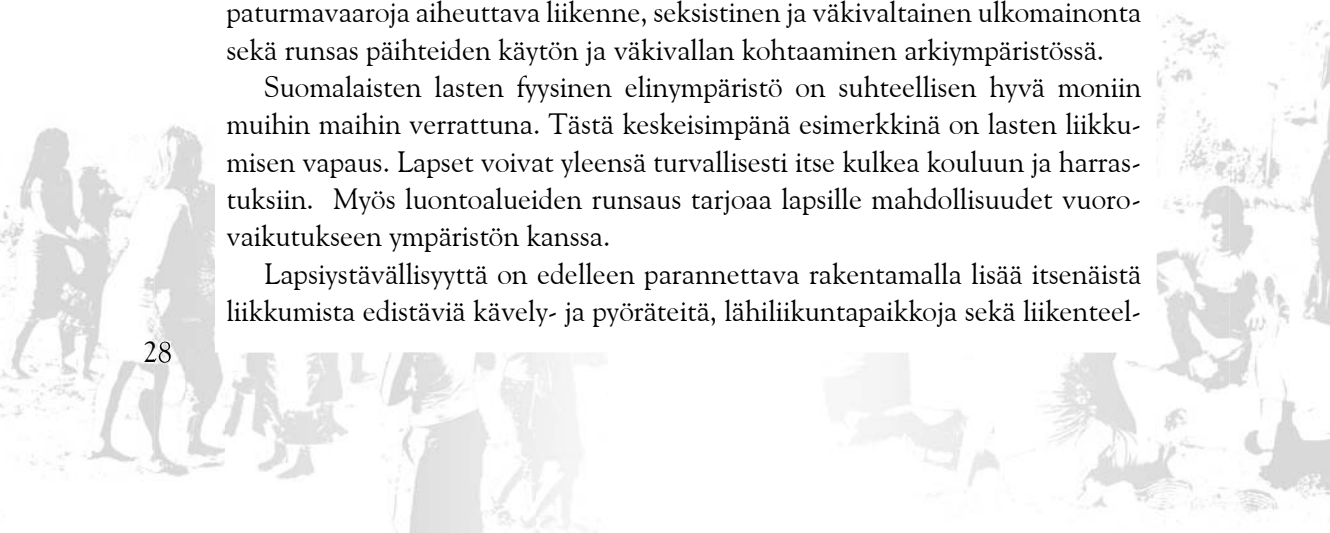 paturmavaaroja aiheuttava liikenne, seksistinen ja väkivaltainen ulkomainonta
sekä runsas päihteiden käytön ja väkivallan kohtaaminen arkiympäristössä.
Suomalaisten lasten fyysinen elinympäristö on suhteellisen hyvä moniin
muihin maihin verrattuna. Tästä keskeisimpänä esimerkkinä on lasten liikku-
misen vapaus. Lapset voivat yleensä turvallisesti itse kulkea kouluun ja harras-
tuksiin. Myös luontoalueiden runsaus tarjoaa lapsille mahdollisuudet vuoro-
vaikutukseen ympäristön kanssa.
Lapsiystävällisyyttä on edelleen parannettava rakentamalla lisää itsenäistä
liikkumista edistäviä kävely- ja pyöräteitä, lähiliikuntapaikkoja sekä liikenteel-
28